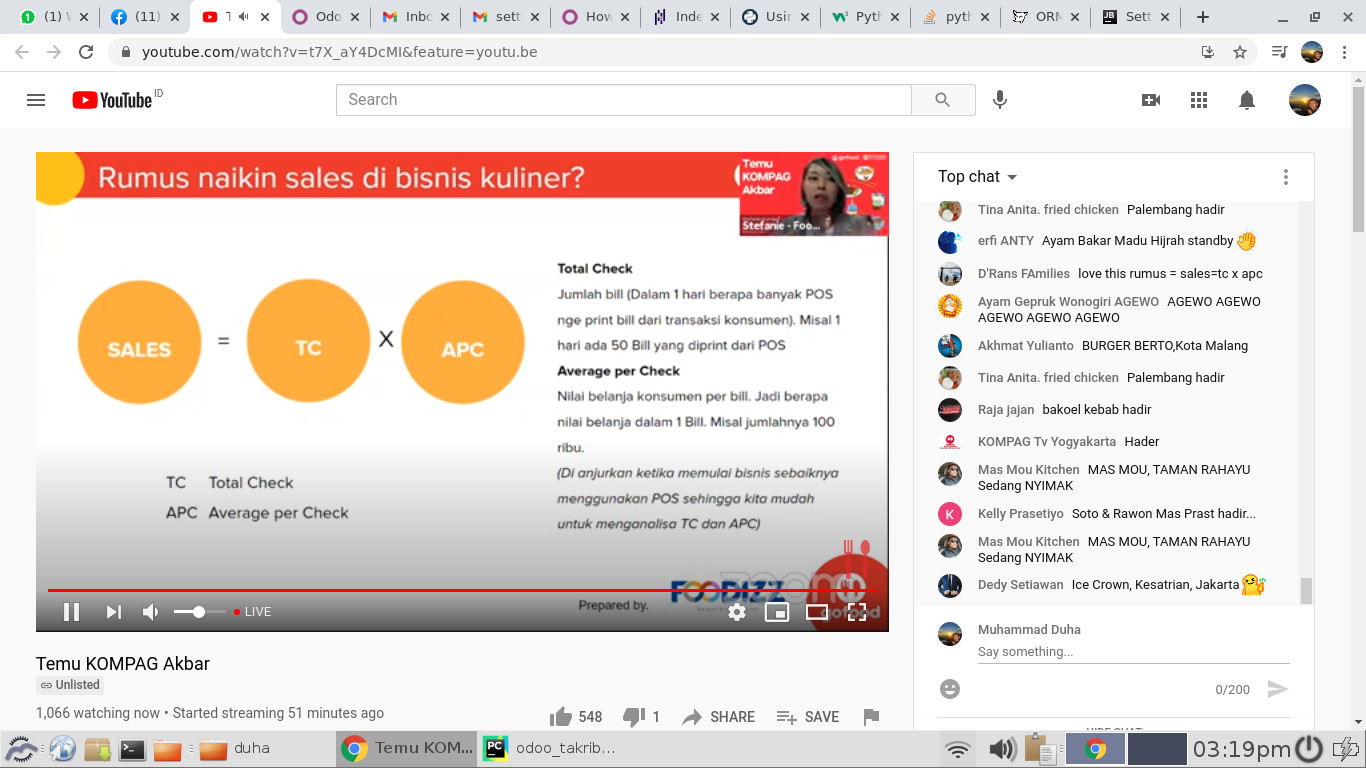 (1) W
(11)
T
Odo
Inbo
sett
How
Inde
Usin
Pyth
pyth
ORM
Sett
youtube.com/watch?v=t7X_aY4DcMI&feature=youtu.be
YouTube ID
Search
Rumus naikin sales di bisnis kuliner?
Temu
KOMPAG
Akbar
gofood
Stefanie - Foo...
SALES = TC X APC
Total Check
Jumlah bill (Dalam 1 hari berapa banyak POS
nge print bill dari transaksi konsumen). Misal 1
hari ada 50 Bill yang diprint dari POS
Average per Check
Nilai belanja konsumen per bill. Jadi berapa
nilai belanja dalam 1 Bill. Misal jumlahnya 100
ribu.
(Di anjurkan ketika memulai bisnis sebaiknya
menggunakan POS sehingga kita mudah
untuk menganalisa TC dan APC)
TC Total Check
APC Average per Check
Prepared by.
FOODIZZ
zoom
gofood
LIVE
Temu KOMPAG Akbar
Unlisted
1,066 watching now • Started streaming 51 minutes ago
548
1
SHARE
SAVE
Top chat
Tina Anita. fried chicken Palembang hadir
erfi ANTY Ayam Bakar Madu Hijrah standby
D'Rans FAmilies love this rumus = sales=tc x apc
Ayam Gepruk Wonogiri AGEWO AGEWO AGEWO
AGEWO AGEWO AGEWO
Akhmat Yulianto BURGER BERTO,Kota Malang
Tina Anita. fried chicken Palembang hadir
Raja jajan bakoel kebab hadir
KOMPAG Tv Yogyakarta Hader
Mas Mou Kitchen MAS MOU, TAMAN RAHAYU
Sedang NYIMAK
K
Kelly Prasetiyo Soto & Rawon Mas Prast hadir...
Mas Mou Kitchen MAS MOU, TAMAN RAHAYU
Sedang NYIMAK
Dedy Setiawan Ice Crown, Kesatrian, Jakarta
Muhammad Duha
Say something...
0/200
HIDE CHAT
duha
Temu KOM...
PC
odoo_takrib...
03:19pm